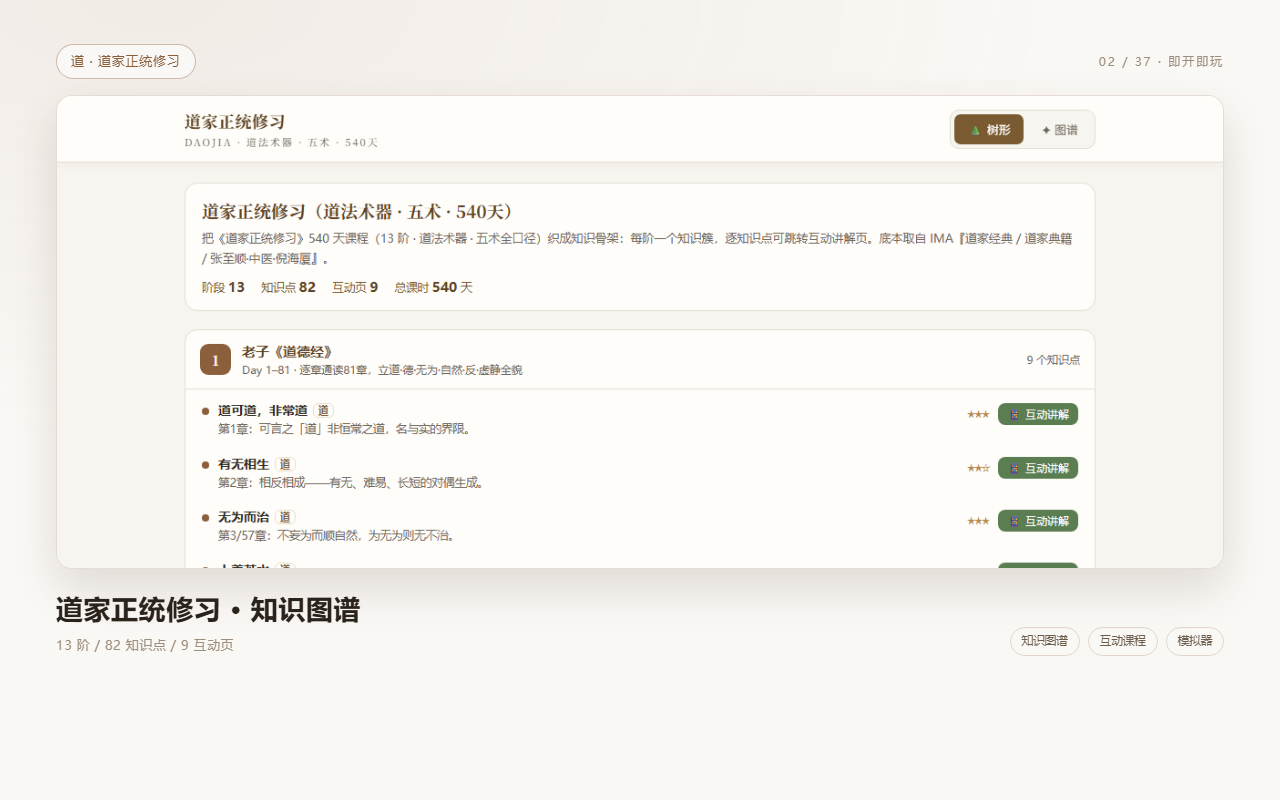 道 · 道家正统修习
02 / 37 · 即开即玩
道家正统修习
DAOJIA · 道法术器 · 五术 · 540天
树形
图谱
道家正统修习（道法术器 · 五术 · 540天）
把《道家正统修习》540 天课程（13 阶 · 道法术器 · 五术全口径）织成知识骨架：每阶一个知识簇，逐知识点可跳转互动讲解页。底本取自 IMA『道家经典 / 道家典籍
/ 张至顺·中医·倪海厦』。
阶段 13 知识点 82 互动页 9 总课时 540 天
1
老子《道德经》
Day 1–81 · 逐章通读81章，立道·德·无为·自然·反·虚静全貌
9 个知识点
道可道，非常道 道
第1章：可言之「道」非恒常之道，名与实的界限。
★★★ 互动讲解
有无相生 道
第2章：相反相成——有无、难易、长短的对偶生成。
★★☆ 互动讲解
无为而治 道
第3/57章：不妄为而顺自然，为无为则无不治。
★★★ 互动讲解
道家正统修习 · 知识图谱
13 阶 / 82 知识点 / 9 互动页
知识图谱
互动课程
模拟器